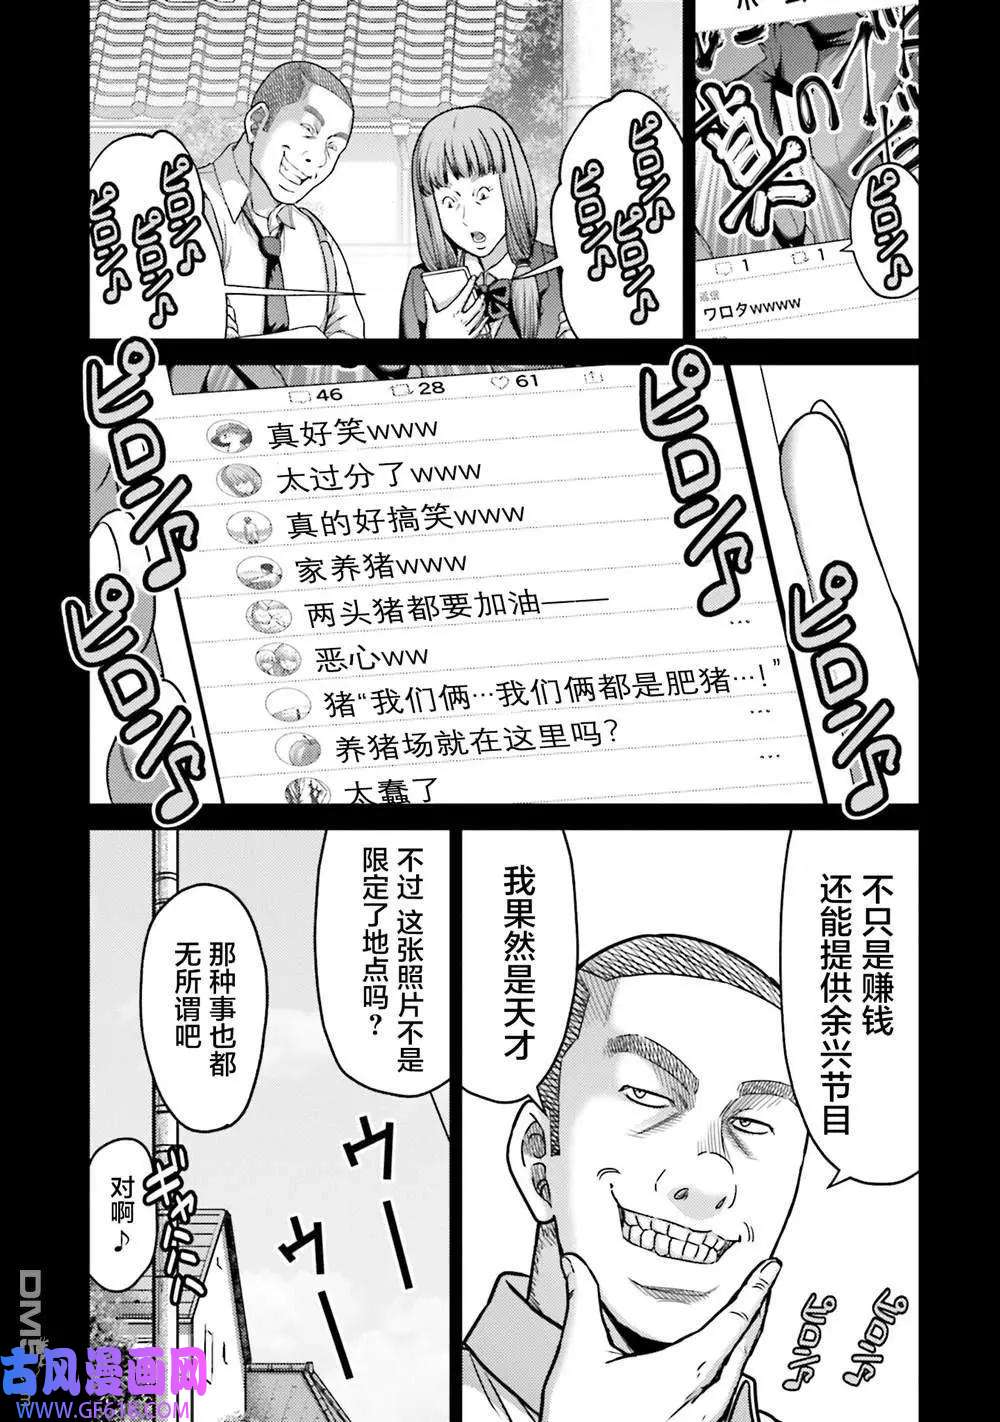 1
1
返信
ワロタwwww
ピロン♪
ピロン♪
ピロン♪
ピロン♪
ピロン♪
ピロン♪
46
28
61
真好笑www
太过分了www
真的好搞笑www
家养猪www
两头猪都要加油——
恶心ww
猪“我们俩…我们俩都是肥猪…！”
养猪场就在这里吗？
太蠢了
ピロン♪
ピロン♪
ピロン♪
ピロン♪
不只是赚钱
还能提供余兴节目
我果然是天才
ピロン♪
ピロン♪
不过 这张照片不是
限定了地点吗？
那种事也都
无所谓吧
ウー
ウー
对啊♪
古风漫画网
WWW.GF618.COM